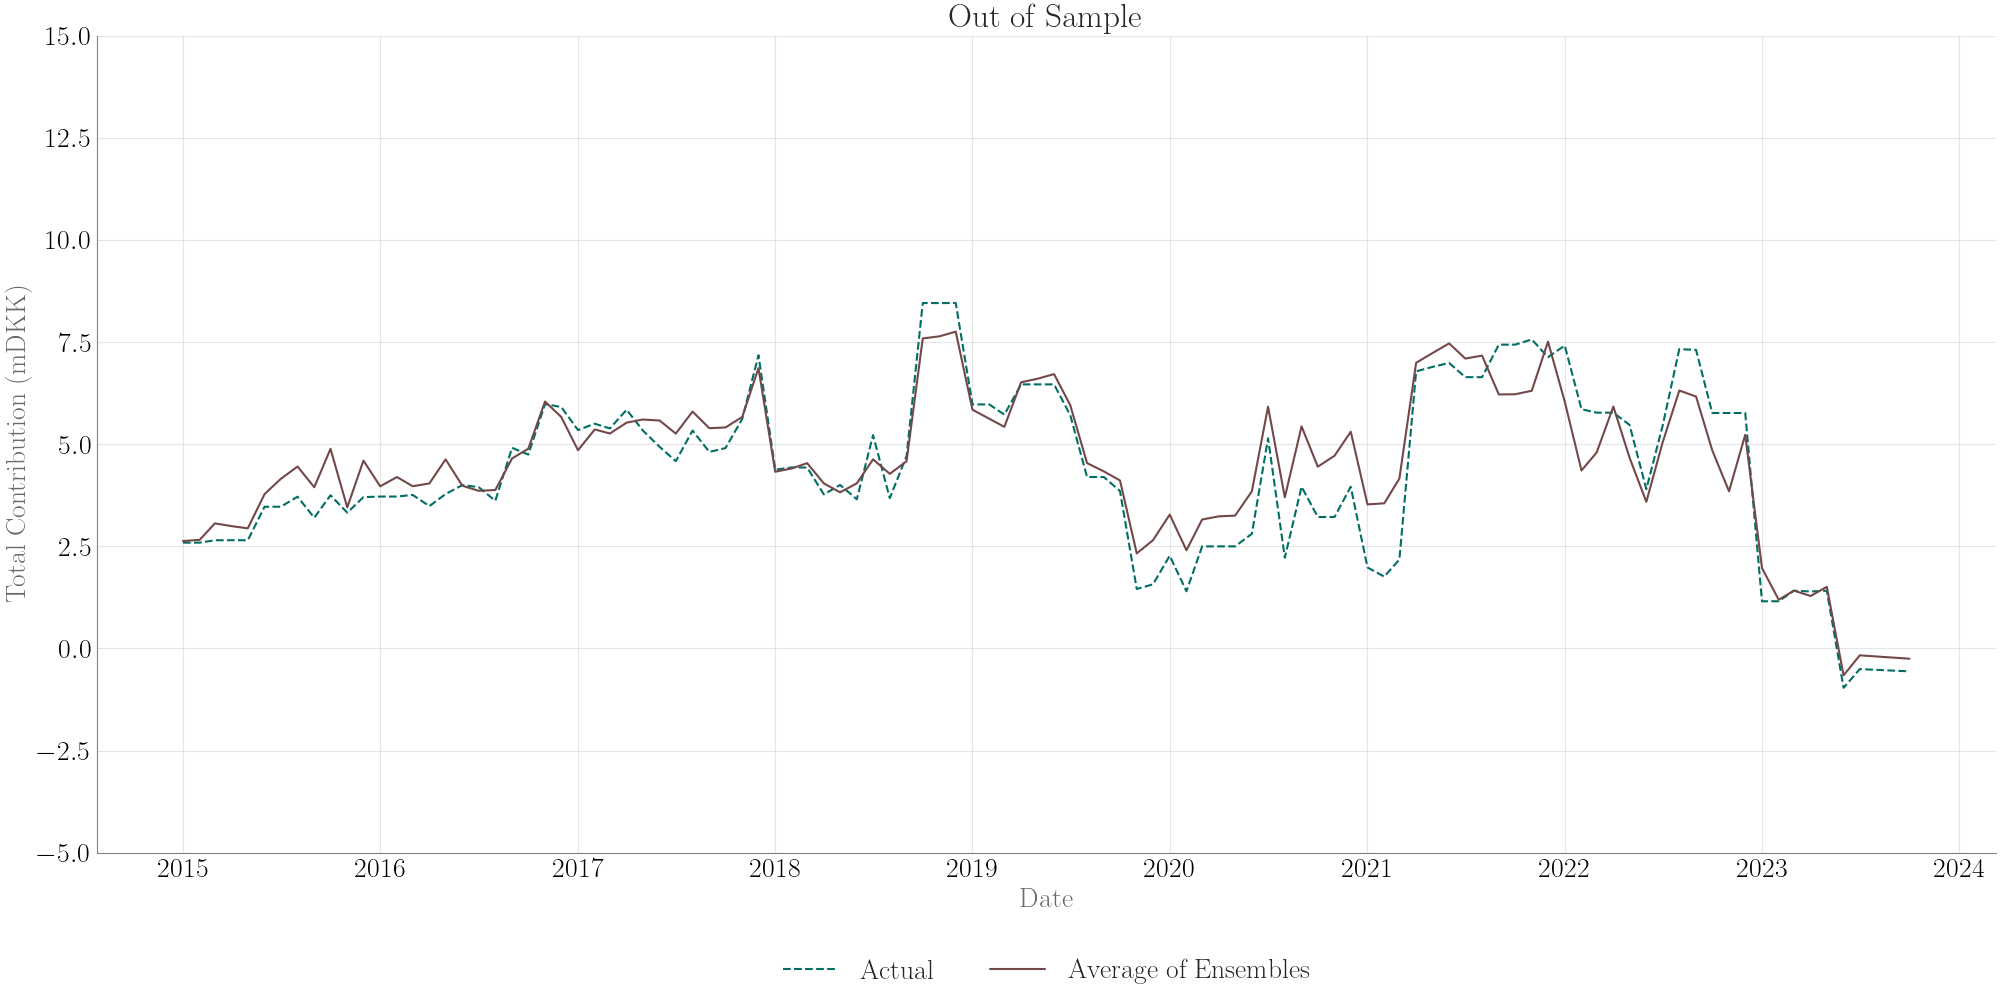 Out of Sample
Total Contribution (mDKK)
15.0
12.5
10.0
7.5
5.0
2.5
0.0
−2.5
−5.0
2015 2016 2017 2018 2019 2020 2021 2022 2023 2024
Date
Actual Average of Ensembles